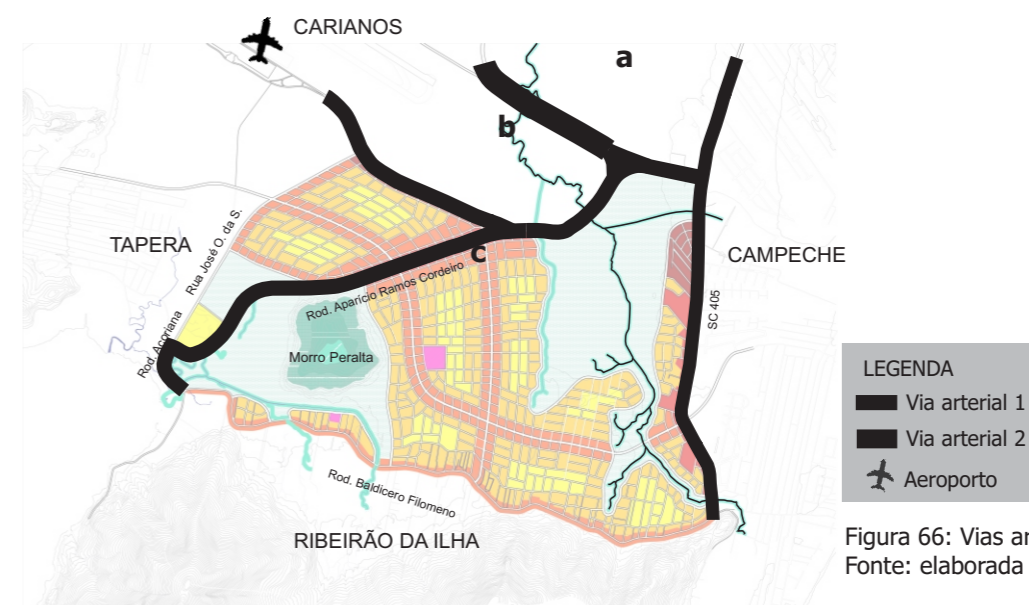 CARIANOS
a
b
TAPERA
Rua José O. da S.
c
CAMPECHE
Rod. Aparício Ramos Cordeiro
SC 405
Rod. Açoriana
Morro Peralta
Rod. Baldicero Filomeno
RIBEIRÃO DA ILHA
LEGENDA
Via arterial 1
Via arterial 2
Aeroporto
Figura 66: Vias ar
Fonte: elaborada